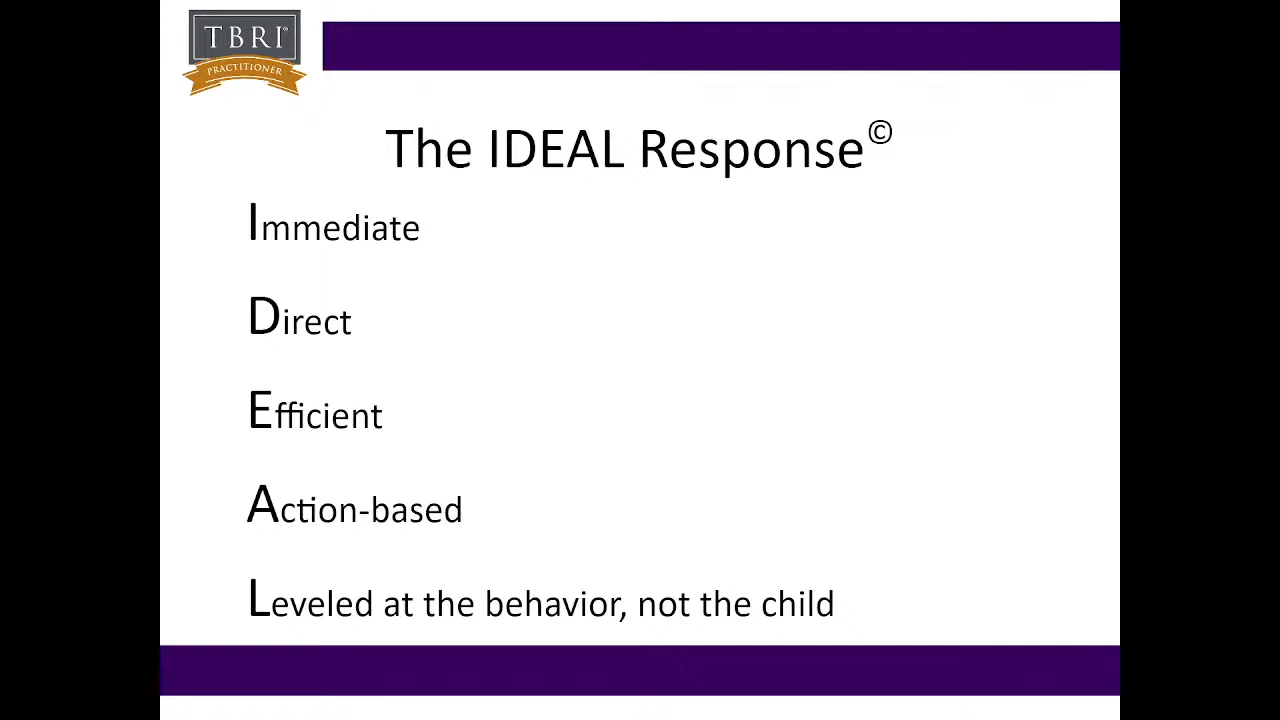 TBRI®
PRACTITIONER
The IDEAL Response©
Immediate
Direct
Efficient
Action-based
Leveled at the behavior, not the child